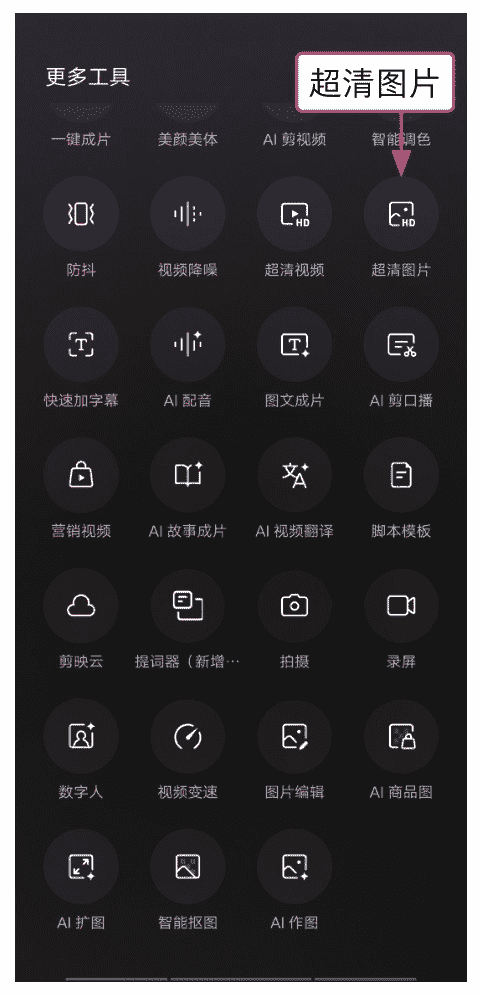 更多工具
超清图片
一键成片 美颜美体 AI 剪视频 智能调色
HD HD
防抖 视频降噪 超清视频 超清图片
T T
快速加字幕 AI 配音 图文成片 AI 剪口播
文A
营销视频 AI 故事成片 AI 视频翻译 脚本模板
剪映云 提词器（新增… 拍摄 录屏
数字人 视频变速 图片编辑 AI 商品图
AI 扩图 智能抠图 AI 作图